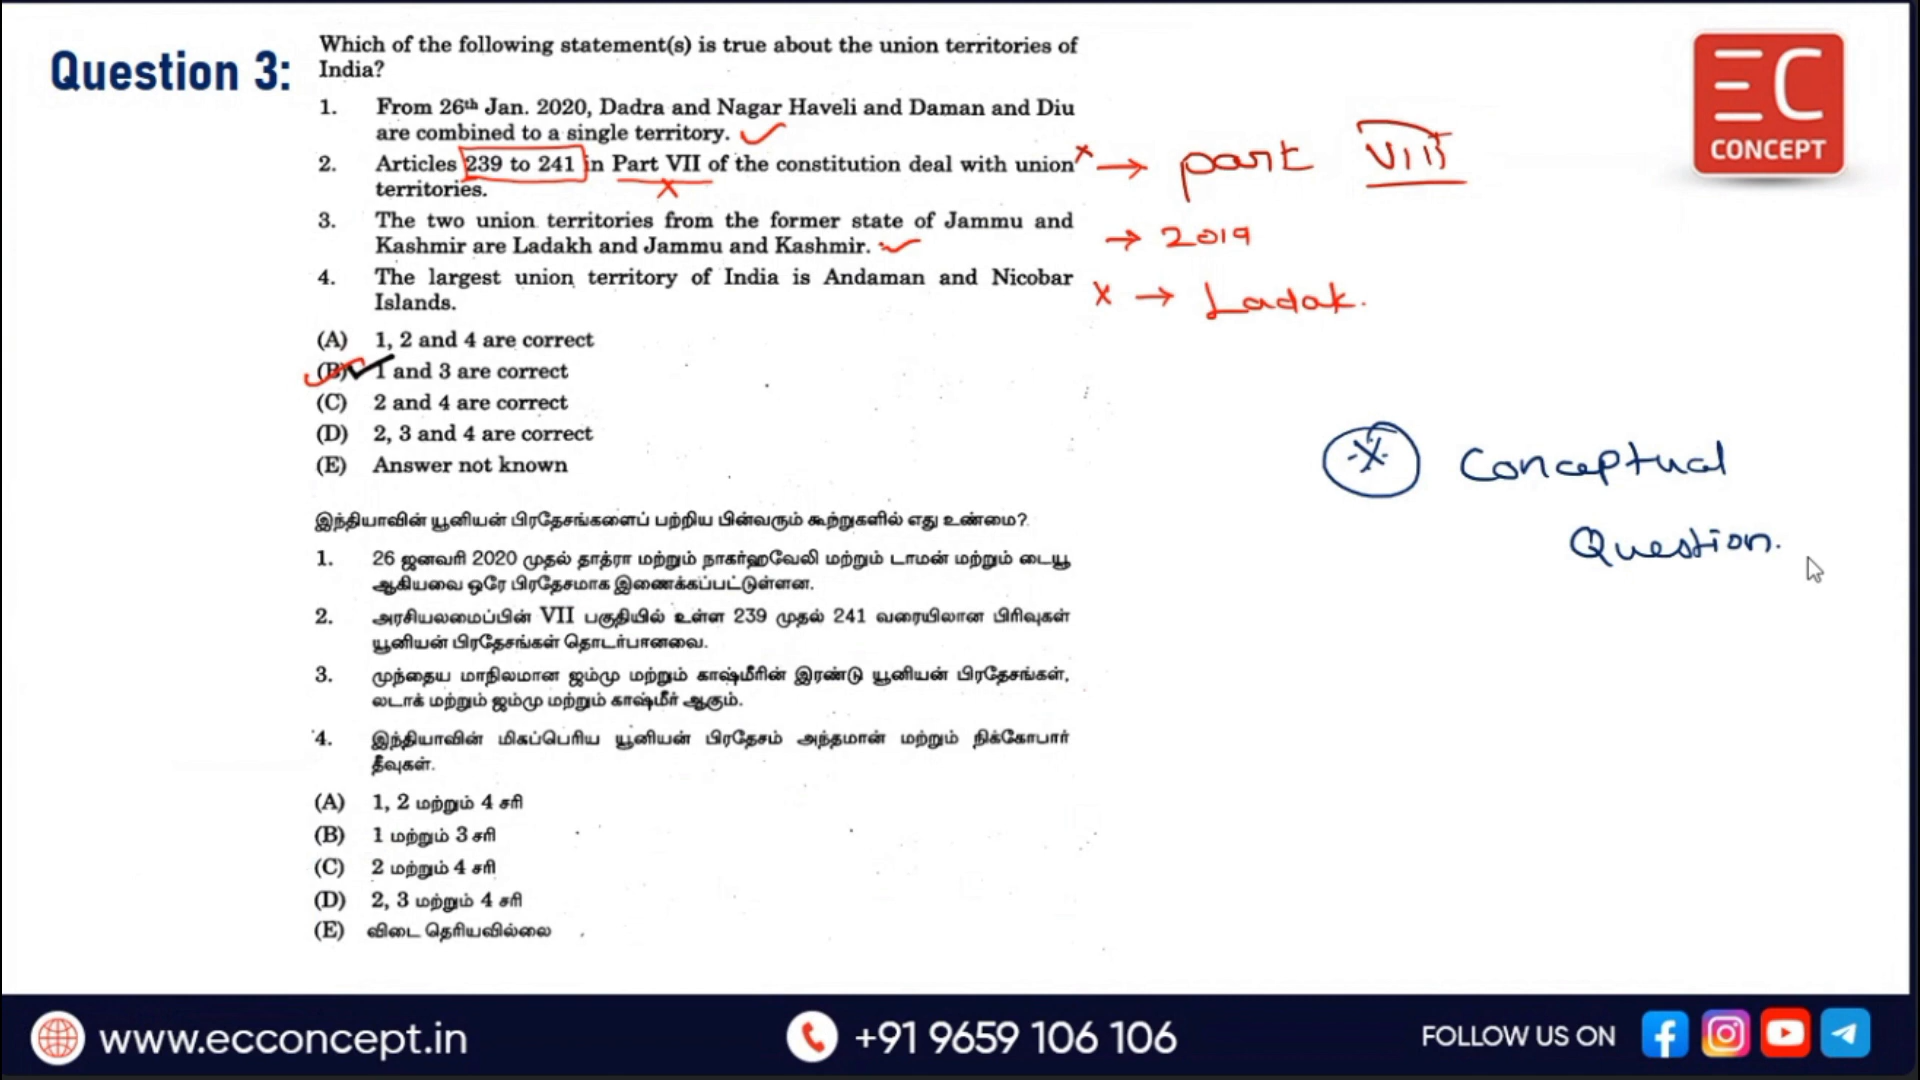 Question 3:
Which of the following statement(s) is true about the union territories of
India?
1. From 26th Jan. 2020, Dadra and Nagar Haveli and Daman and Diu
are combined to a single territory.
2. Articles 239 to 241 in Part VII of the constitution deal with union
territories.
x → part VIII
3. The two union territories from the former state of Jammu and
Kashmir are Ladakh and Jammu and Kashmir.
→ 2019
4. The largest union territory of India is Andaman and Nicobar
Islands.
x → Ladak.
(A) 1, 2 and 4 are correct
(B) 1 and 3 are correct
(C) 2 and 4 are correct
(D) 2, 3 and 4 are correct
(E) Answer not known
Conceptual
Question.
இந்தியாவின் யூனியன் பிரதேசங்களைப் பற்றிய பின்வரும் கூற்றுகளில் எது உண்மை?
1. 26 ஜனவரி 2020 முதல் தாத்ரா மற்றும் நாகர்ஹவேலி மற்றும் டாமன் மற்றும் டையூ
ஆகியவை ஒரே பிரதேசமாக இணைக்கப்பட்டுள்ளன.
2. அரசியலமைப்பின் VII பகுதியில் உள்ள 239 முதல் 241 வரையிலான பிரிவுகள்
யூனியன் பிரதேசங்கள் தொடர்பானவை.
3. முந்தைய மாநிலமான ஜம்மு மற்றும் காஷ்மீரின் இரண்டு யூனியன் பிரதேசங்கள்,
லடாக் மற்றும் ஜம்மு மற்றும் காஷ்மீர் ஆகும்.
4. இந்தியாவின் மிகப்பெரிய யூனியன் பிரதேசம் அந்தமான் மற்றும் நிக்கோபார்
தீவுகள்.
(A) 1, 2 மற்றும் 4 சரி
(B) 1 மற்றும் 3 சரி
(C) 2 மற்றும் 4 சரி
(D) 2, 3 மற்றும் 4 சரி
(E) விடை தெரியவில்லை
EC
CONCEPT
www.ecconcept.in
+91 9659 106 106
FOLLOW US ON